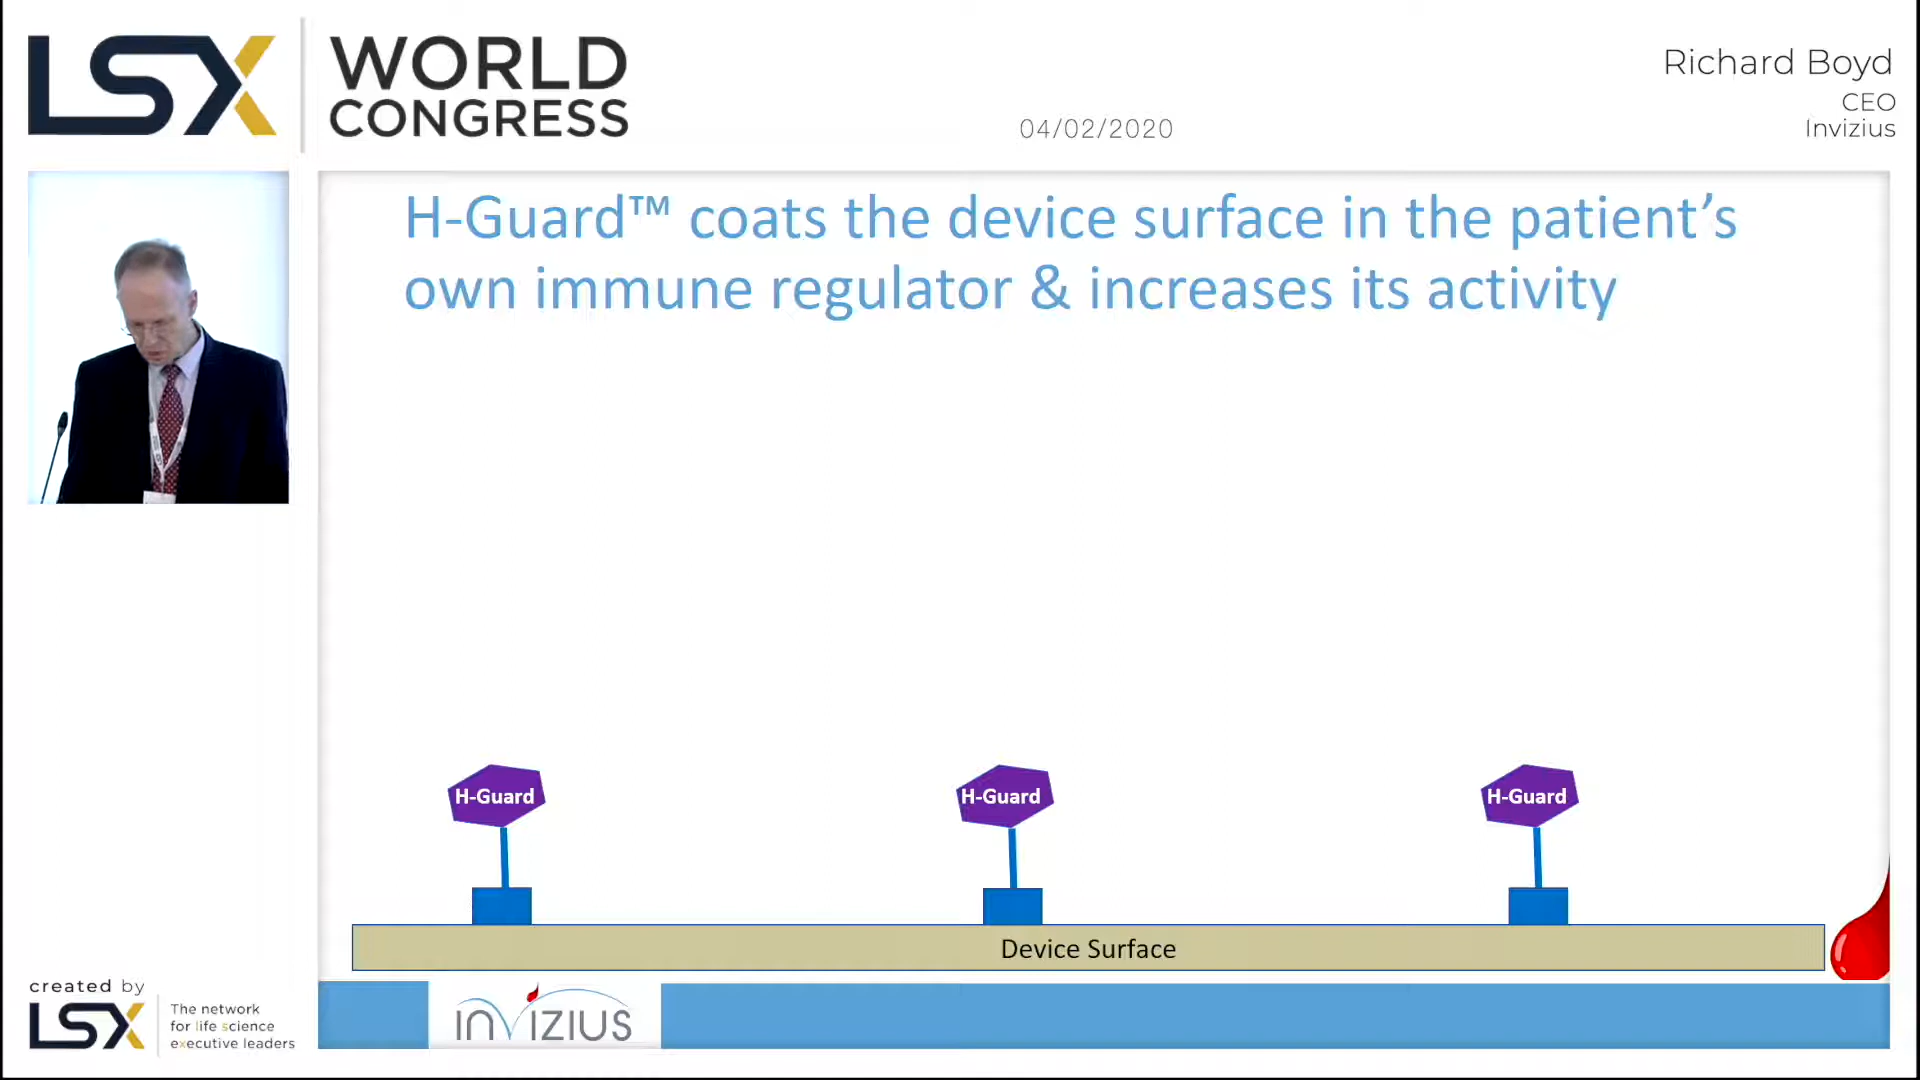 LSX
WORLD
CONGRESS
04/02/2020
Richard Boyd
CEO
Invizius
H-Guard™ coats the device surface in the patient’s
own immune regulator & increases its activity
H-Guard
H-Guard
H-Guard
Device Surface
created by
LSX
The network
for life science
executive leaders
INVIZIUS